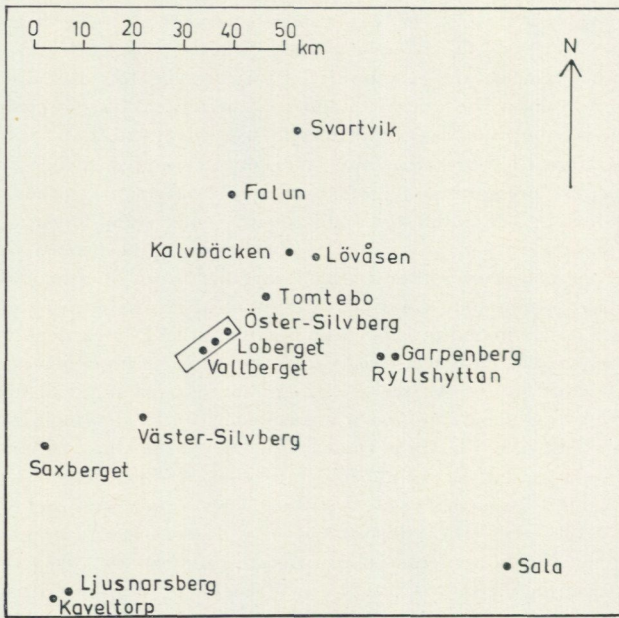 0 10 20 30 40 50
km
N
Svartvik
Falun
Kalvbäcken
Lövåsen
Tomtebo
Öster-Silvberg
Loberget
Vallberget
Garpenberg
Ryllshyttan
Väster-Silvberg
Saxberget
Sala
Ljusnarsberg
Kaveltorp